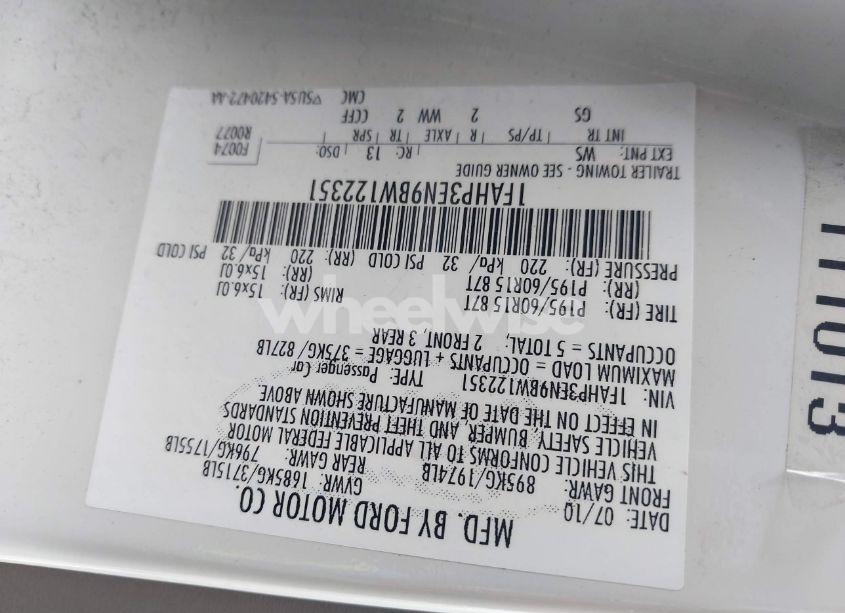 MFD. BY FORD MOTOR CO.
DATE: 07/10 GVWR: 1685KG/3715LB
FRONT GAWR: REAR GAWR:
895KG/1974LB 796KG/1755LB
THIS VEHICLE CONFORMS TO ALL APPLICABLE FEDERAL MOTOR
VEHICLE SAFETY, BUMPER, AND THEFT PREVENTION STANDARDS
IN EFFECT ON THE DATE OF MANUFACTURE SHOWN ABOVE
VIN: 1FAHP3EN9BW122351 TYPE: Passenger Car
MAXIMUM LOAD = OCCUPANTS + LUGGAGE = 375KG/827LB
OCCUPANTS = 5 TOTAL: 2 FRONT, 3 REAR
TIRE (FR) P195/60R15 87T RIMS (FR) 15x6.0J
(RR): P195/60R15 87T (RR) 15x6.0J
PRESSURE (FR): 220 kPa/ 32 PSI COLD (RR): 220 kPa/ 32 PSI COLD
1FAHP3EN9BW122351
TRAILER TOWING - SEE OWNER GUIDE
EXT PNT: WS RC: 13 DSO: F0074
INT TR TP/PS R AXLE TR SPR R0077
GS 2 WW 2 CCFF
CMC ▽5USA-5420472-AA
111013
wheelwise